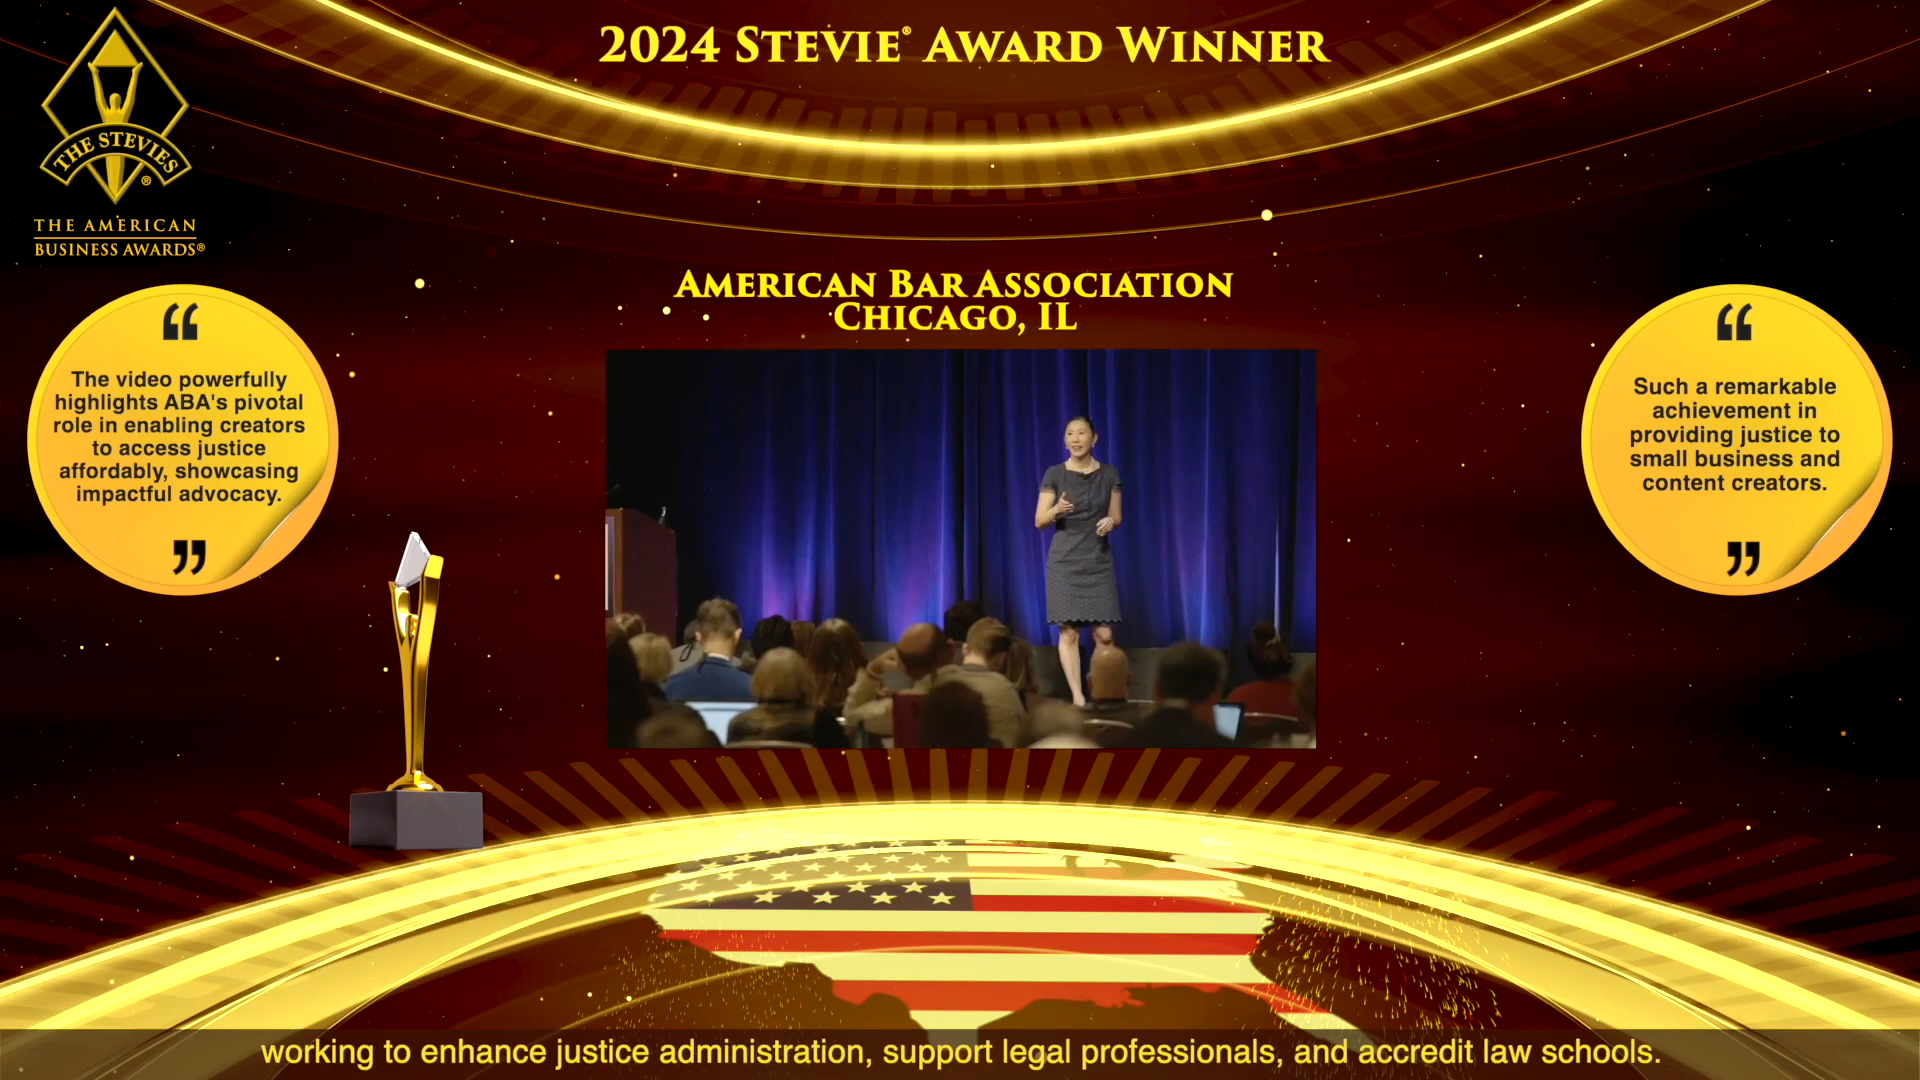 2024 STEVIE® AWARD WINNER
THE STEVIES
®
THE AMERICAN
BUSINESS AWARDS®
AMERICAN BAR ASSOCIATION
CHICAGO, IL
“
The video powerfully
highlights ABA's pivotal
role in enabling creators
to access justice
affordably, showcasing
impactful advocacy.
”
“
Such a remarkable
achievement in
providing justice to
small business and
content creators.
”
working to enhance justice administration, support legal professionals, and accredit law schools.